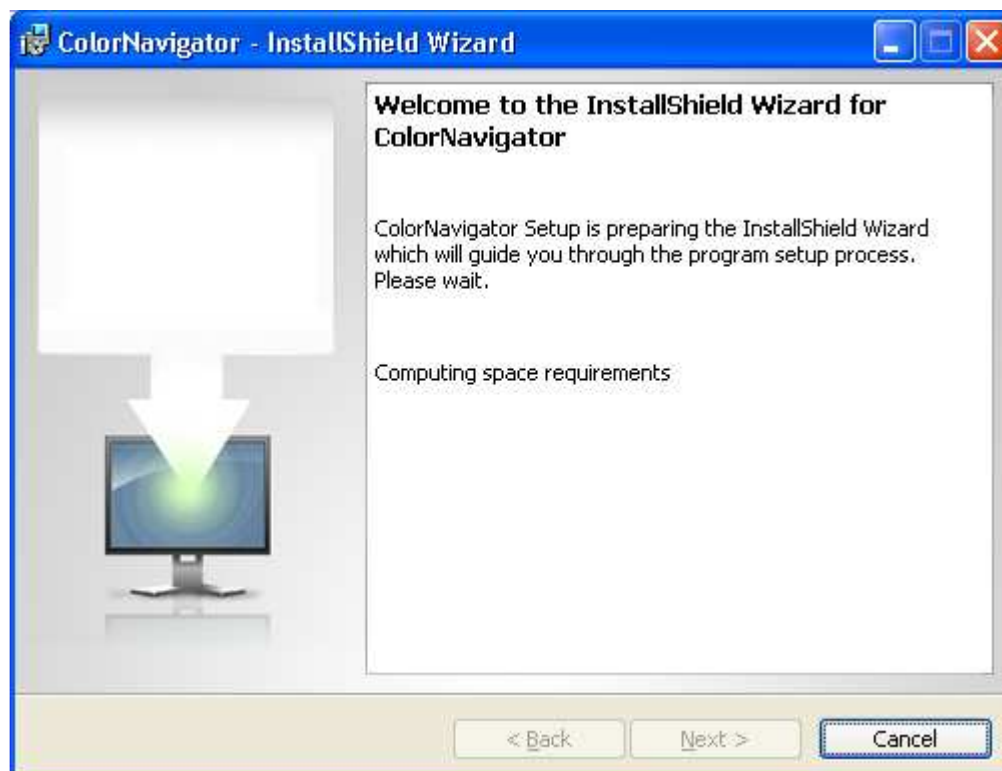 ColorNavigator - InstallShield Wizard
Welcome to the InstallShield Wizard for
ColorNavigator
ColorNavigator Setup is preparing the InstallShield Wizard
which will guide you through the program setup process.
Please wait.
Computing space requirements
< Back
Next >
Cancel